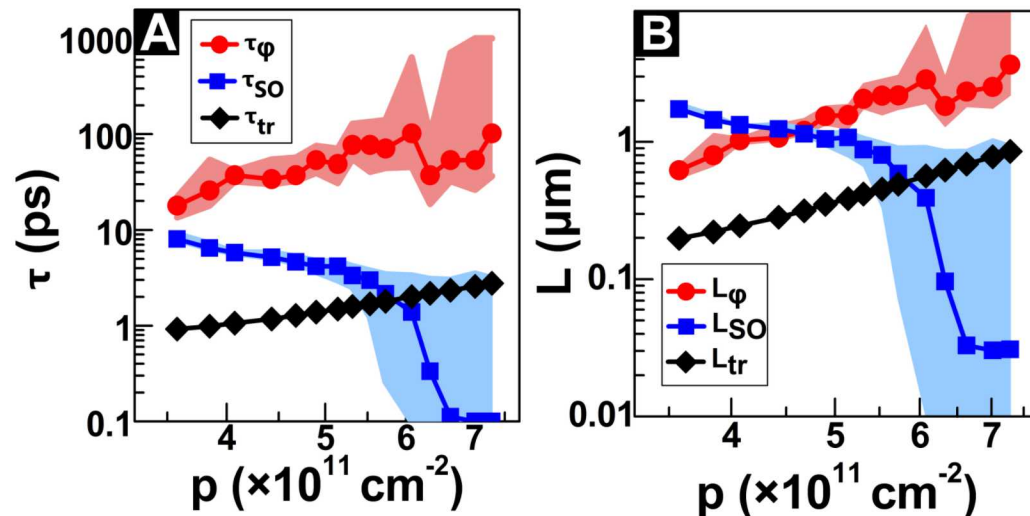 A
τφ
τSO
τtr
1000
100
10
1
0.1
τ (ps)
4 5 6 7
p (×10¹¹ cm⁻²)
B
1
0.1
0.01
L (µm)
Lφ
LSO
Ltr
4 5 6 7
p (×10¹¹ cm⁻²)